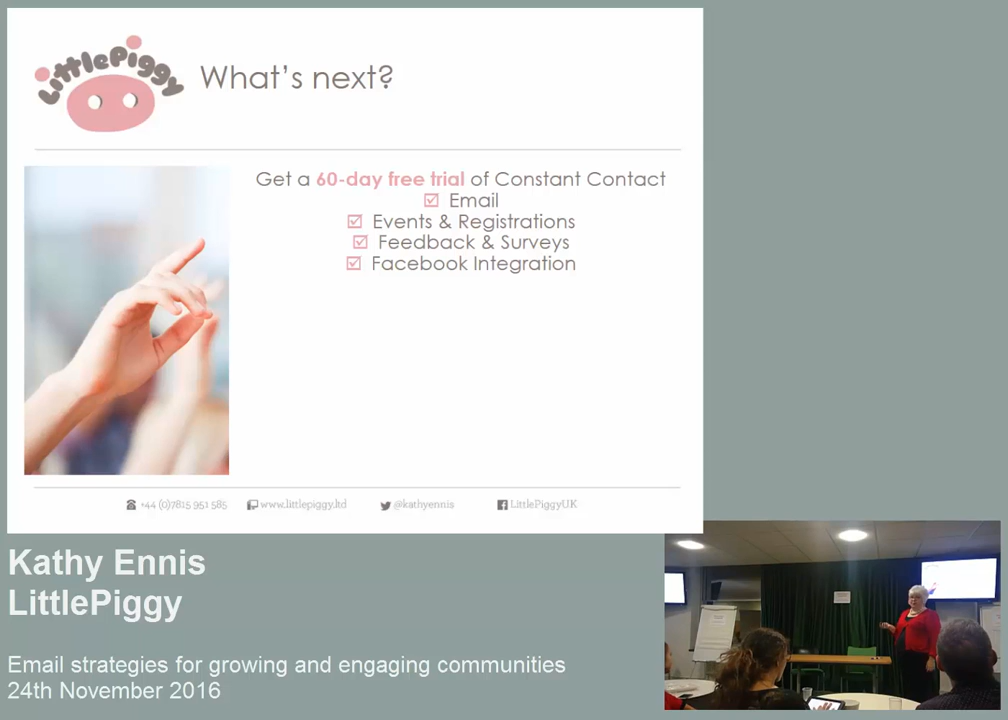 LittlePiggy
What's next?
Get a 60-day free trial of Constant Contact
☑ Email
☑ Events & Registrations
☑ Feedback & Surveys
☑ Facebook Integration
+44 (0)7815 951 585 www.littlepiggy.ltd @kathyennis LittlePiggyUK
Kathy Ennis
LittlePiggy
Email strategies for growing and engaging communities
24th November 2016